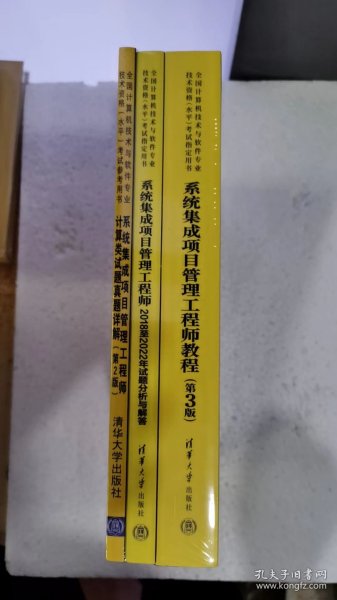 全国计算机技术与软件专业
技术资格（水平）考试参考用书
系统集成项目管理工程师
计算类试题真题详解（第2版）
清华大学出版社
全国计算机技术与软件专业
技术资格（水平）考试指定用书
系统集成项目管理工程师
2018至2022年试题分析与解答
清华大学出版社
全国计算机技术与软件专业
技术资格（水平）考试指定用书
系统集成项目管理工程师教程（第3版）
清华大学出版社
孔夫子旧书网